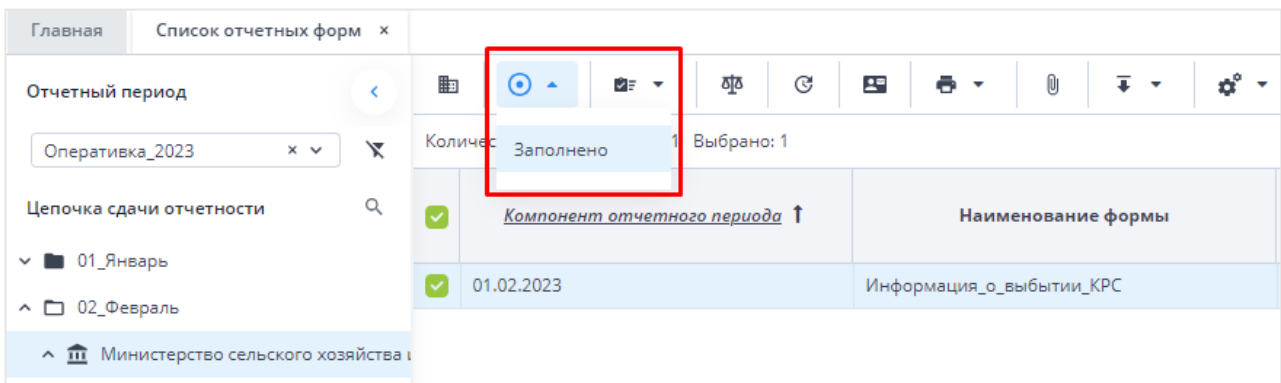 Главная
Список отчетных форм ×
Отчетный период
Оперативка_2023
Цепочка сдачи отчетности
01_Январь
02_Февраль
Министерство сельского хозяйства
Заполнено
1 Выбрано: 1
Компонент отчетного периода ↑
Наименование формы
01.02.2023
Информация_о_выбытии_КРС